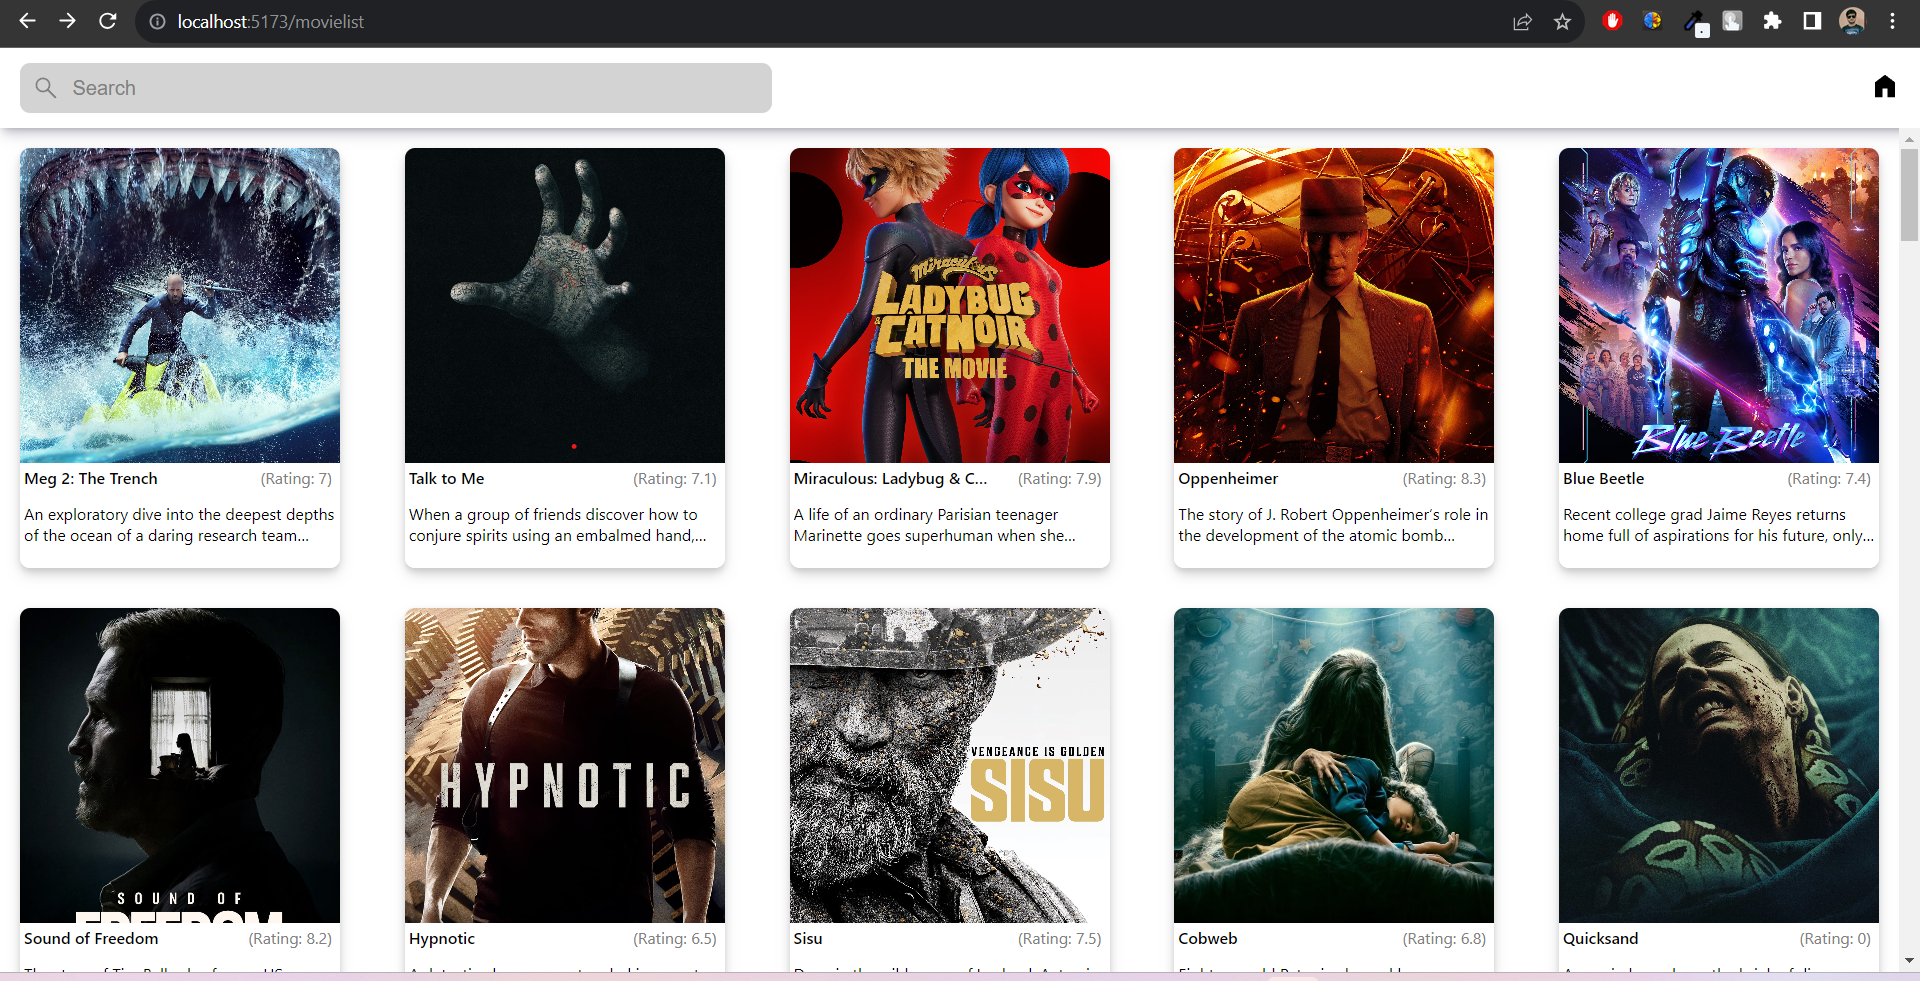 localhost:5173/movielist
Search
Miraculous
LADYBUG
& CATNOIR
THE MOVIE
Blue Beetle
Meg 2: The Trench (Rating: 7)
Talk to Me (Rating: 7.1)
Miraculous: Ladybug & C... (Rating: 7.9)
Oppenheimer (Rating: 8.3)
Blue Beetle (Rating: 7.4)
An exploratory dive into the deepest depths
of the ocean of a daring research team...
When a group of friends discover how to
conjure spirits using an embalmed hand,...
A life of an ordinary Parisian teenager
Marinette goes superhuman when she...
The story of J. Robert Oppenheimer’s role in
the development of the atomic bomb...
Recent college grad Jaime Reyes returns
home full of aspirations for his future, only...
SOUND OF
FREEDOM
HYPNOTIC
VENGEANCE IS GOLDEN
SISU
Sound of Freedom (Rating: 8.2)
Hypnotic (Rating: 6.5)
Sisu (Rating: 7.5)
Cobweb (Rating: 6.8)
Quicksand (Rating: 0)